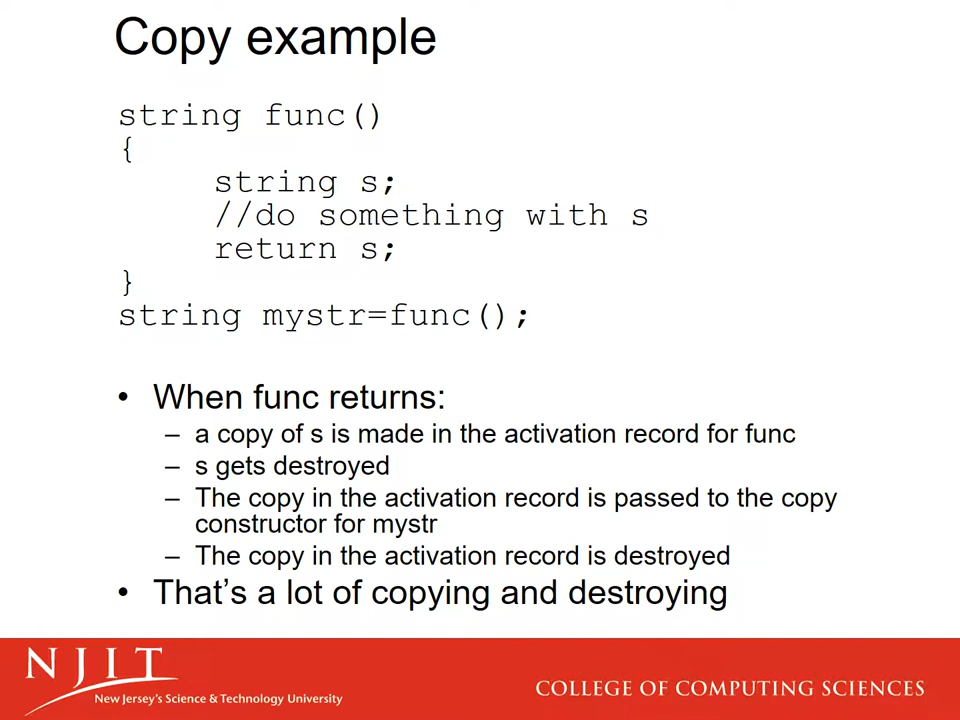 Copy example
string func()
{
string s;
//do something with s
return s;
}
string mystr=func();
• When func returns:
– a copy of s is made in the activation record for func
– s gets destroyed
– The copy in the activation record is passed to the copy
constructor for mystr
– The copy in the activation record is destroyed
• That’s a lot of copying and destroying
NJIT
New Jersey's Science & Technology University
COLLEGE OF COMPUTING SCIENCES